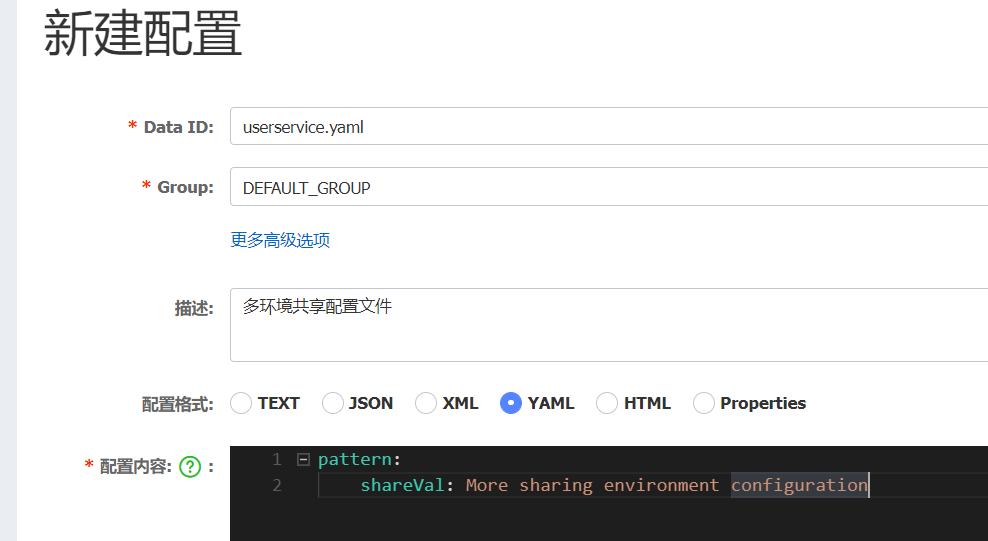 新建配置
* Data ID: userservice.yaml
* Group: DEFAULT_GROUP
更多高级选项
描述: 多环境共享配置文件
配置格式: TEXT JSON XML YAML HTML Properties
* 配置内容: ? : 1 pattern:
2 shareVal: More sharing environment configuration